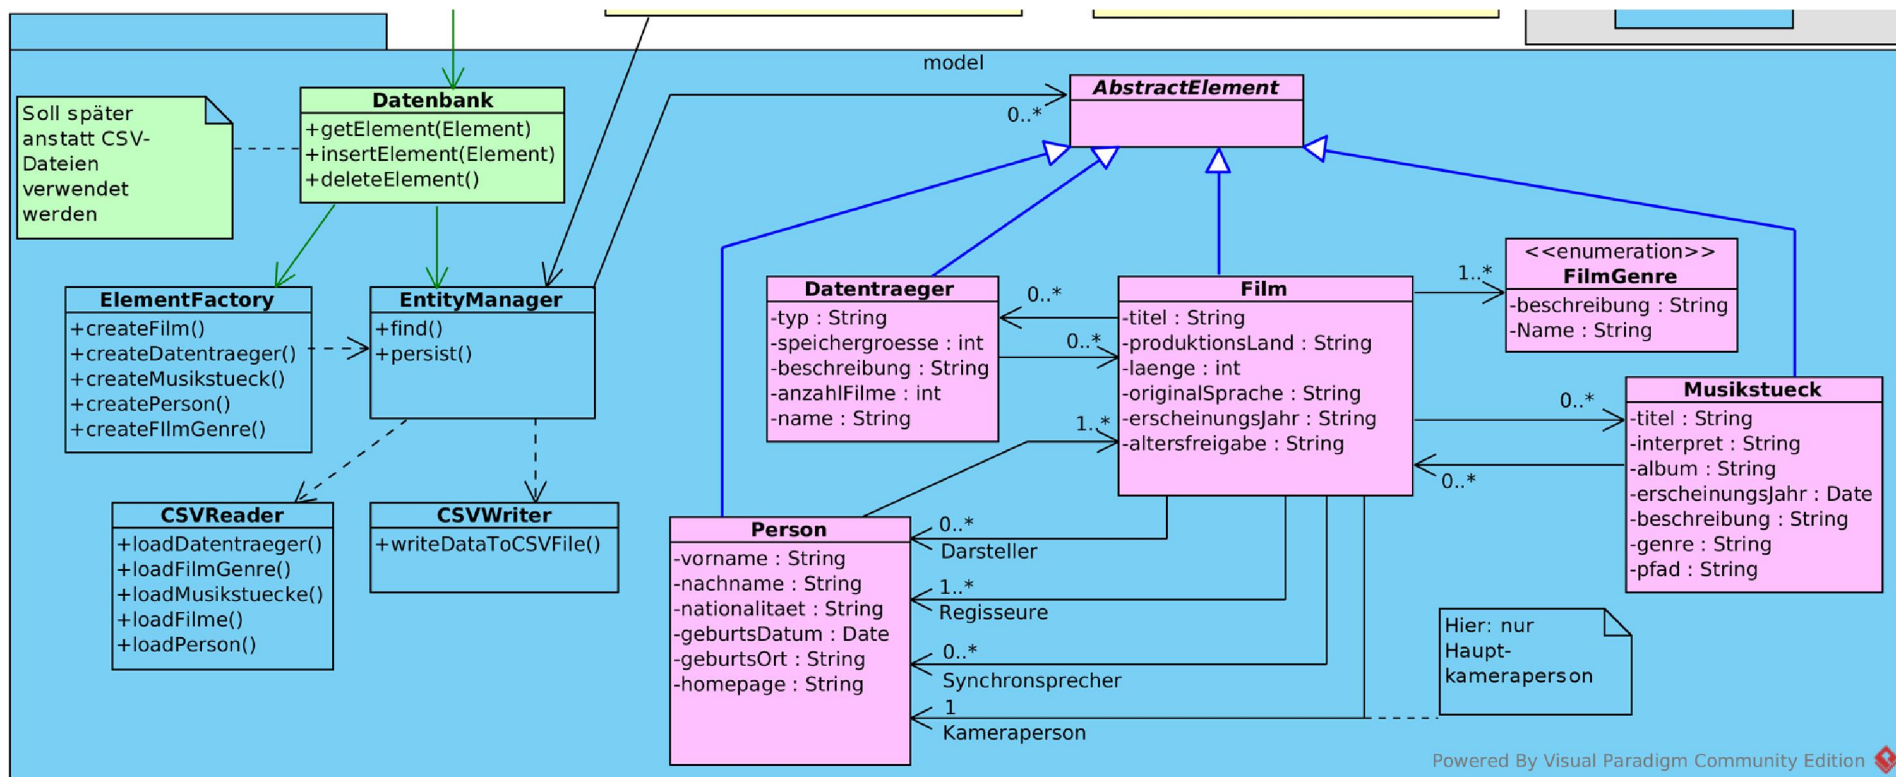 model
Soll später
anstatt CSV-
Dateien
verwendet
werden
Datenbank
+getElement(Element)
+insertElement(Element)
+deleteElement()
AbstractElement
0..*
ElementFactory
+createFilm()
+createDatentraeger()
+createMusikstueck()
+createPerson()
+createFIlmGenre()
EntityManager
+find()
+persist()
CSVReader
+loadDatentraeger()
+loadFilmGenre()
+loadMusikstuecke()
+loadFilme()
+loadPerson()
CSVWriter
+writeDataToCSVFile()
Datentraeger
-typ : String
-speichergroesse : int
-beschreibung : String
-anzahlFilme : int
-name : String
0..*
0..*
1..*
Film
-titel : String
-produktionsLand : String
-laenge : int
-originalSprache : String
-erscheinungsJahr : String
-altersfreigabe : String
1..*
<<enumeration>>
FilmGenre
-beschreibung : String
-Name : String
0..*
0..*
Musikstueck
-titel : String
-interpret : String
-album : String
-erscheinungsJahr : Date
-beschreibung : String
-genre : String
-pfad : String
Person
-vorname : String
-nachname : String
-nationalitaet : String
-geburtsDatum : Date
-geburtsOrt : String
-homepage : String
0..*
Darsteller
1..*
Regisseure
0..*
Synchronsprecher
1
Kameraperson
Hier: nur
Haupt-
kameraperson
Powered By Visual Paradigm Community Edition